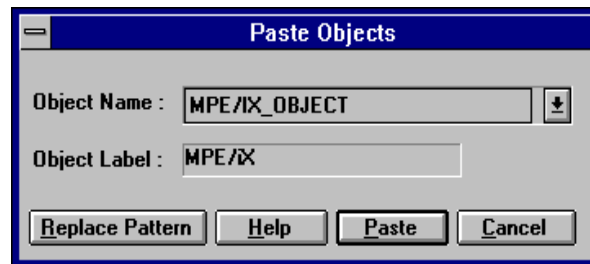 Paste Objects
Object Name : MPE/IX_OBJECT
Object Label : MPE/iX
Replace Pattern Help Paste Cancel